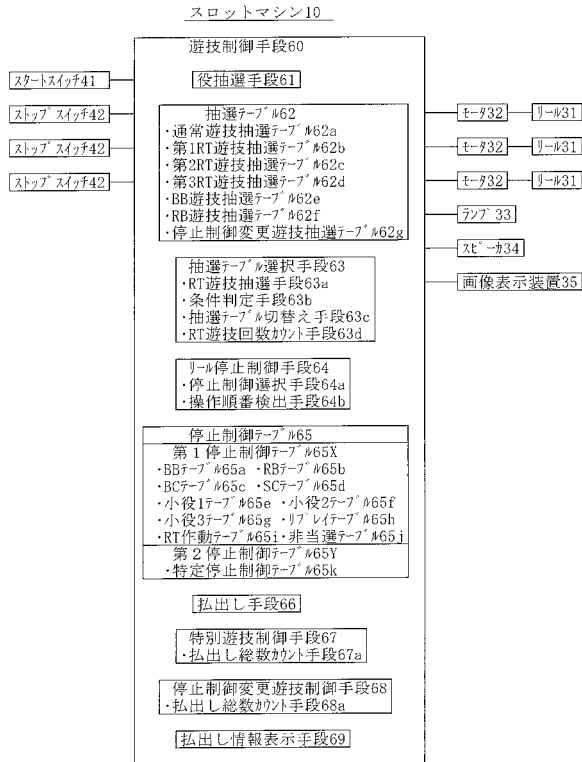 スロットマシン10
遊技制御手段60
スタートスイッチ41
ストップスイッチ42
ストップスイッチ42
ストップスイッチ42
役抽選手段61
抽選テーブル62
・通常遊技抽選テーブル62a
・第1RT遊技抽選テーブル62b
・第2RT遊技抽選テーブル62c
・第3RT遊技抽選テーブル62d
・BB遊技抽選テーブル62e
・RB遊技抽選テーブル62f
・停止制御変更遊技抽選テーブル62g
モータ32 リール31
モータ32 リール31
モータ32 リール31
ランプ33
スピーカ34
画像表示装置35
抽選テーブル選択手段63
・RT遊技抽選手段63a
・条件判定手段63b
・抽選テーブル切替え手段63c
・RT遊技回数カウント手段63d
リール停止制御手段64
・停止制御選択手段64a
・操作順番検出手段64b
停止制御テーブル65
第1停止制御テーブル65X
・BBテーブル65a ・RBテーブル65b
・BCテーブル65c ・SCテーブル65d
・小役1テーブル65e ・小役2テーブル65f
・小役3テーブル65g ・リプレイテーブル65h
・RT作動テーブル65i ・非当選テーブル65j
第2停止制御テーブル65Y
・特定停止制御テーブル65k
払出し手段66
特別遊技制御手段67
・払出し総数カウント手段67a
停止制御変更遊技制御手段68
・払出し総数カウント手段68a
払出し情報表示手段69